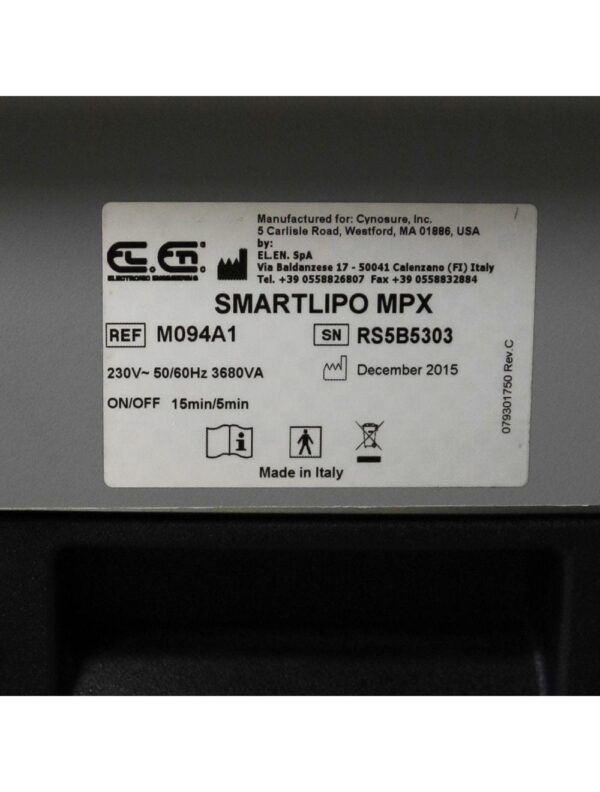 Manufactured for: Cynosure, Inc.
5 Carlisle Road, Westford, MA 01886, USA
by:
EL.EN. SpA
Via Baldanzese 17 - 50041 Calenzano (FI) Italy
Tel. +39 0558826807 Fax +39 0558832884
EL.En.
ELECTRONIC ENGINEERING
SMARTLIPO MPX
REF M094A1
SN RS5B5303
230V~ 50/60Hz 3680VA
December 2015
ON/OFF 15min/5min
Made in Italy
079301750 Rev.C